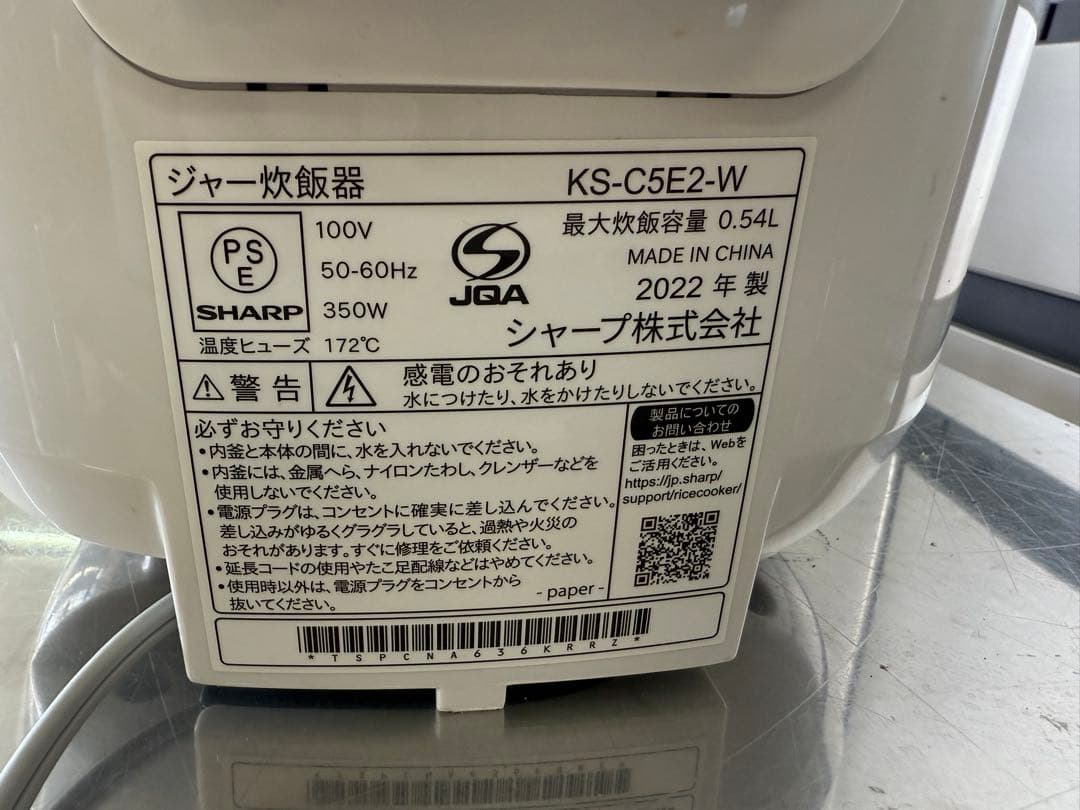 ジャー炊飯器 KS-C5E2-W
PS
E
SHARP
100V
50-60Hz
350W
温度ヒューズ 172℃
JQA
最大炊飯容量 0.54L
MADE IN CHINA
2022 年 製
シャープ株式会社
警告
感電のおそれあり
水につけたり、水をかけたりしないでください。
必ずお守りください
・内釜と本体の間に、水を入れないでください。
・内釜には、金属へら、ナイロンたわし、クレンザーなどを
使用しないでください。
・電源プラグは、コンセントに確実に差し込んでください。
差し込みがゆるくグラグラしていると、過熱や火災の
おそれがあります。すぐに修理をご依頼ください。
・延長コードの使用やたこ足配線などはやめてください。
・使用時以外は、電源プラグをコンセントから
抜いてください。
- paper -
製品についての
お問い合わせ
困ったときは、Webを
ご活用ください。
https://jp.sharp/
support/ricecooker/
*TSPCNA636KRRZ*